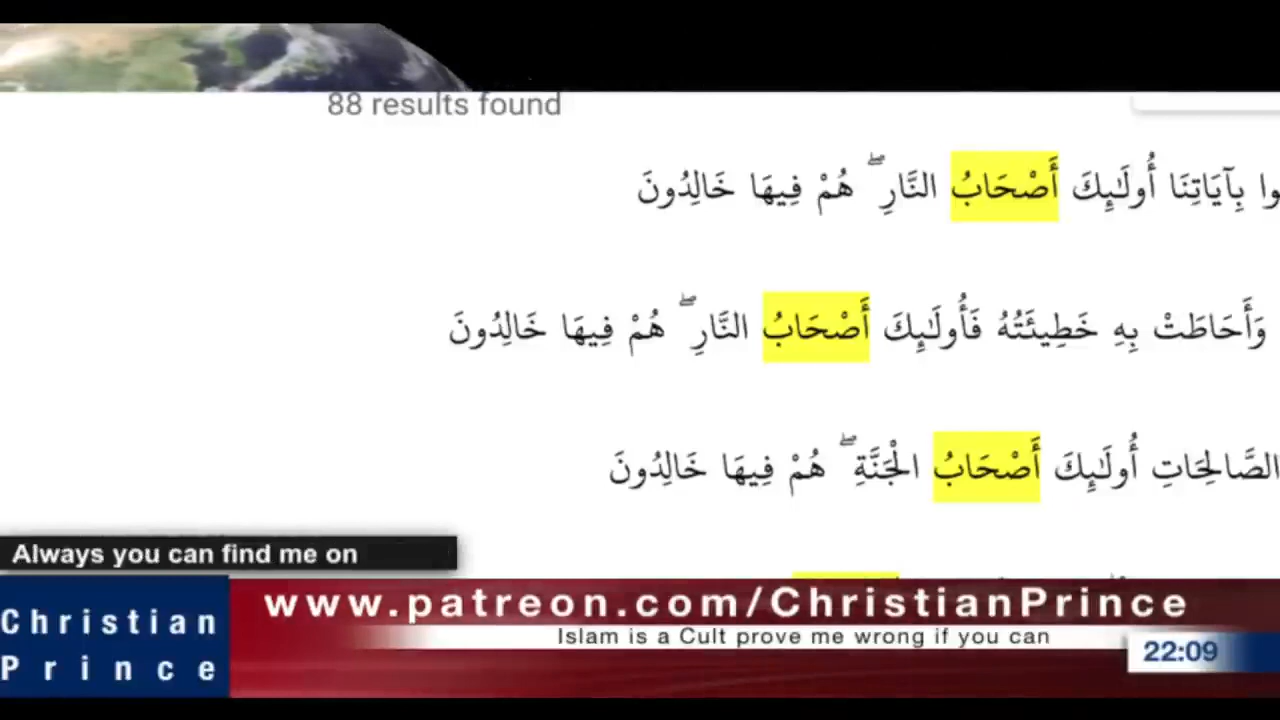 88 results found
وا بِآيَاتِنَا أُولَـٰئِكَ أَصْحَابُ النَّارِ ۖ هُمْ فِيهَا خَالِدُونَ
وَأَحَاطَتْ بِهِ خَطِيئَتُهُ فَأُولَـٰئِكَ أَصْحَابُ النَّارِ ۖ هُمْ فِيهَا خَالِدُونَ
الصَّالِحَاتِ أُولَـٰئِكَ أَصْحَابُ الْجَنَّةِ ۖ هُمْ فِيهَا خَالِدُونَ
Always you can find me on
Christian
Prince
www.patreon.com/ChristianPrince
Islam is a Cult prove me wrong if you can
22:09